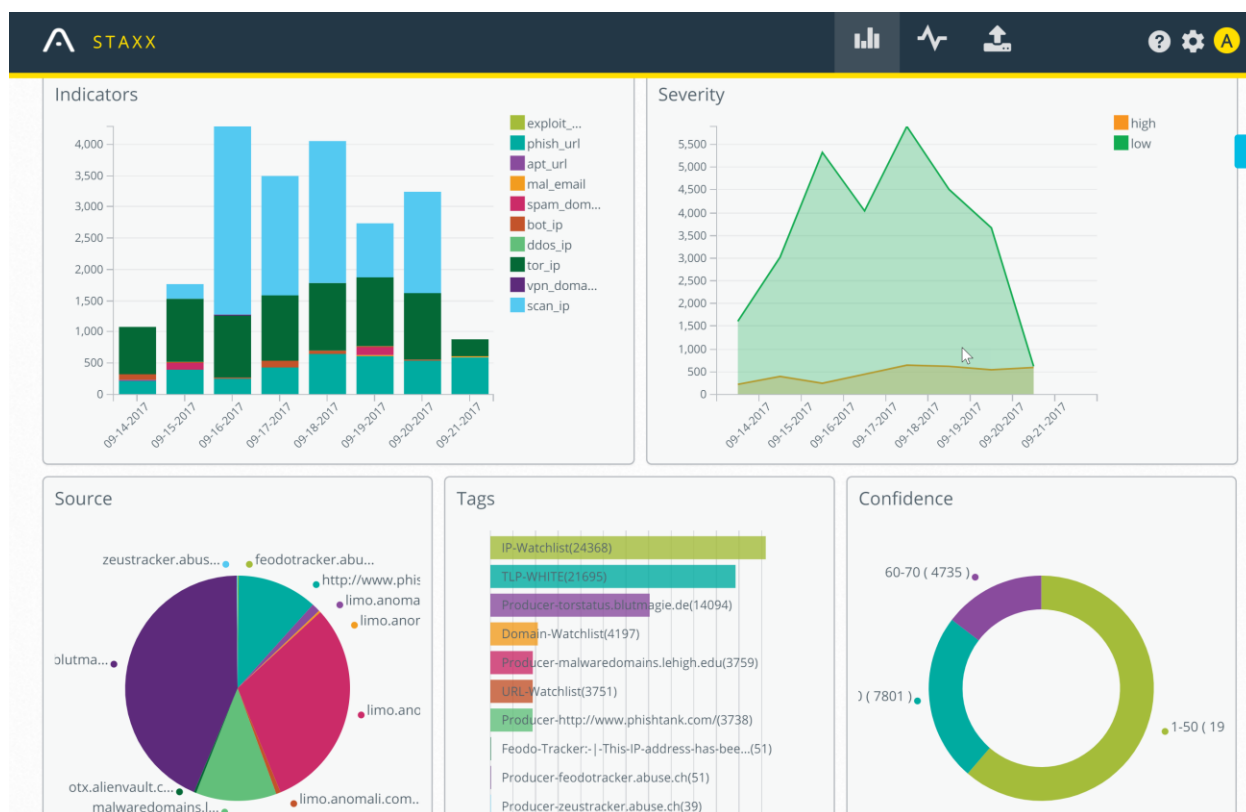 STAXX
A
Indicators
4,000
3,500
3,000
2,500
2,000
1,500
1,000
500
0
09-14-2017
09-15-2017
09-16-2017
09-17-2017
09-18-2017
09-19-2017
09-20-2017
09-21-2017
exploit_...
phish_url
apt_url
mal_email
spam_dom...
bot_ip
ddos_ip
tor_ip
vpn_doma...
scan_ip
Severity
5,500
5,000
4,500
4,000
3,500
3,000
2,500
2,000
1,500
1,000
500
0
09-14-2017
09-15-2017
09-16-2017
09-17-2017
09-18-2017
09-19-2017
09-20-2017
09-21-2017
high
low
Source
zeustracker.abus...
feodotracker.abu...
http://www.phis
limo.anoma
limo.anor
blutma...
limo.ano
otx.alienvault.c...
malwaredomains.l...
limo.anomali.com...
Tags
IP-Watchlist(24368)
TLP-WHITE(21695)
Producer-torstatus.blutmagie.de(14094)
Domain-Watchlist(4197)
Producer-malwaredomains.lehigh.edu(3759)
URL-Watchlist(3751)
Producer-http://www.phishtank.com/(3738)
Feodo-Tracker:-|-This-IP-address-has-bee...(51)
Producer-feodotracker.abuse.ch(51)
Producer-zeustracker.abuse.ch(39)
Confidence
60-70 ( 4735 )
( 7801 )
1-50 ( 19